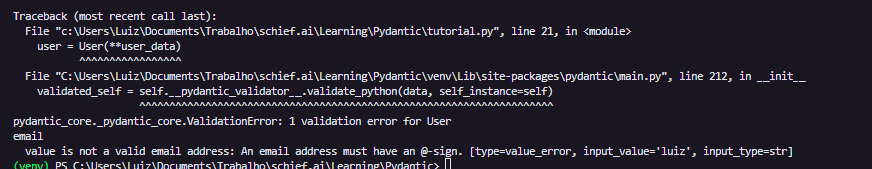 Traceback (most recent call last):
  File "c:\Users\Luiz\Documents\Trabalho\schief.ai\Learning\Pydantic\tutorial.py", line 21, in <module>
    user = User(**user_data)
           ^^^^^^^^^^^^^^^^^
  File "C:\Users\Luiz\Documents\Trabalho\schief.ai\Learning\Pydantic\venv\Lib\site-packages\pydantic\main.py", line 212, in __init__
    validated_self = self.__pydantic_validator__.validate_python(data, self_instance=self)
                     ^^^^^^^^^^^^^^^^^^^^^^^^^^^^^^^^^^^^^^^^^^^^^^^^^^^^^^^^^^^^^^^^^^^^^
pydantic_core._pydantic_core.ValidationError: 1 validation error for User
email
  value is not a valid email address: An email address must have an @-sign. [type=value_error, input_value='luiz', input_type=str]
(venv) PS C:\Users\Luiz\Documents\Trabalho\schief.ai\Learning\Pydantic>